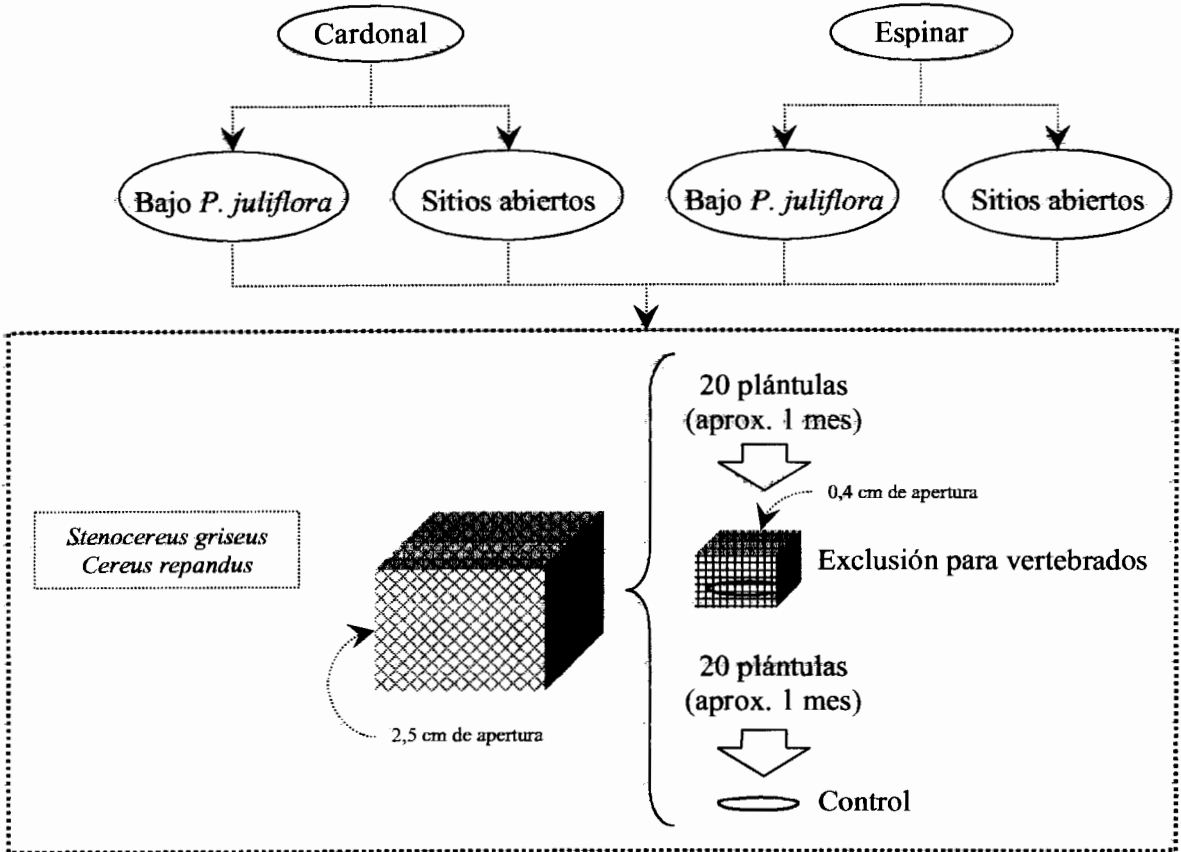 Cardonal
Espinar
Bajo P. juliflora
Sitios abiertos
Bajo P. juliflora
Sitios abiertos
20 plántulas
(aprox. 1 mes)
0,4 cm de apertura
Stenocereus griseus
Cereus repandus
Exclusión para vertebrados
20 plántulas
(aprox. 1 mes)
2,5 cm de apertura
Control